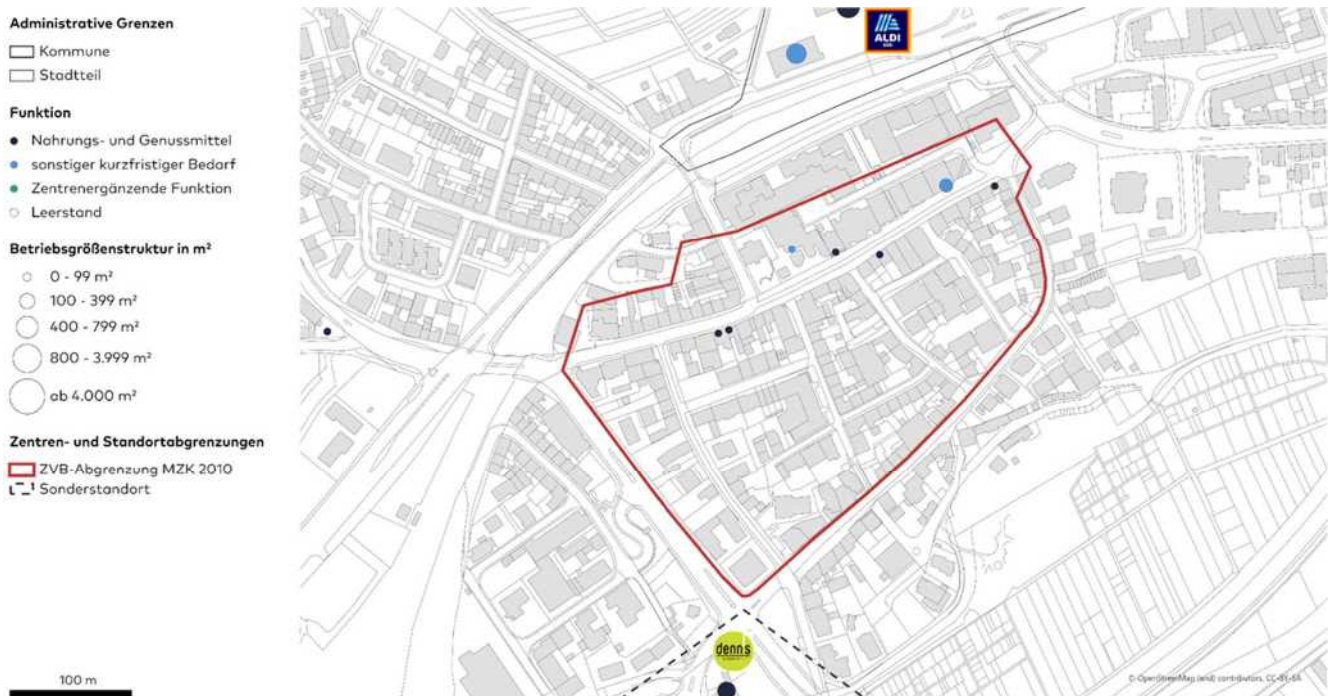 Administrative Grenzen
Kommune
Stadtteil
Funktion
Nahrungs- und Genussmittel
sonstiger kurzfristiger Bedarf
Zentrenergänzende Funktion
Leerstand
Betriebsgrößenstruktur in m²
0 - 99 m²
100 - 399 m²
400 - 799 m²
800 - 3.999 m²
ab 4.000 m²
Zentren- und Standortabgrenzungen
ZVB-Abgrenzung MZK 2010
Sonderstandort
100 m
ALDI
denn's
© OpenStreetMap (and) contributors, CC-BY-SA